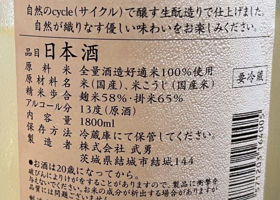 自然のcycle(サイクル)で醸す生酛造りで仕上げました。
自然が織りなす優しい味わいをお楽しみください。
品目 日本酒
原料米 全量酒造好適米100%使用
原材料名 米(国産米)、米こうじ(国産米)
精米歩合 麹米58%・掛米65%
アルコール分 13度(原酒)
内容量 1800ml
保存方法 冷蔵庫にて保管してください。
製造者 株式会社 武勇
茨城県結城市結城144
要冷蔵
●お酒は20歳になってから。